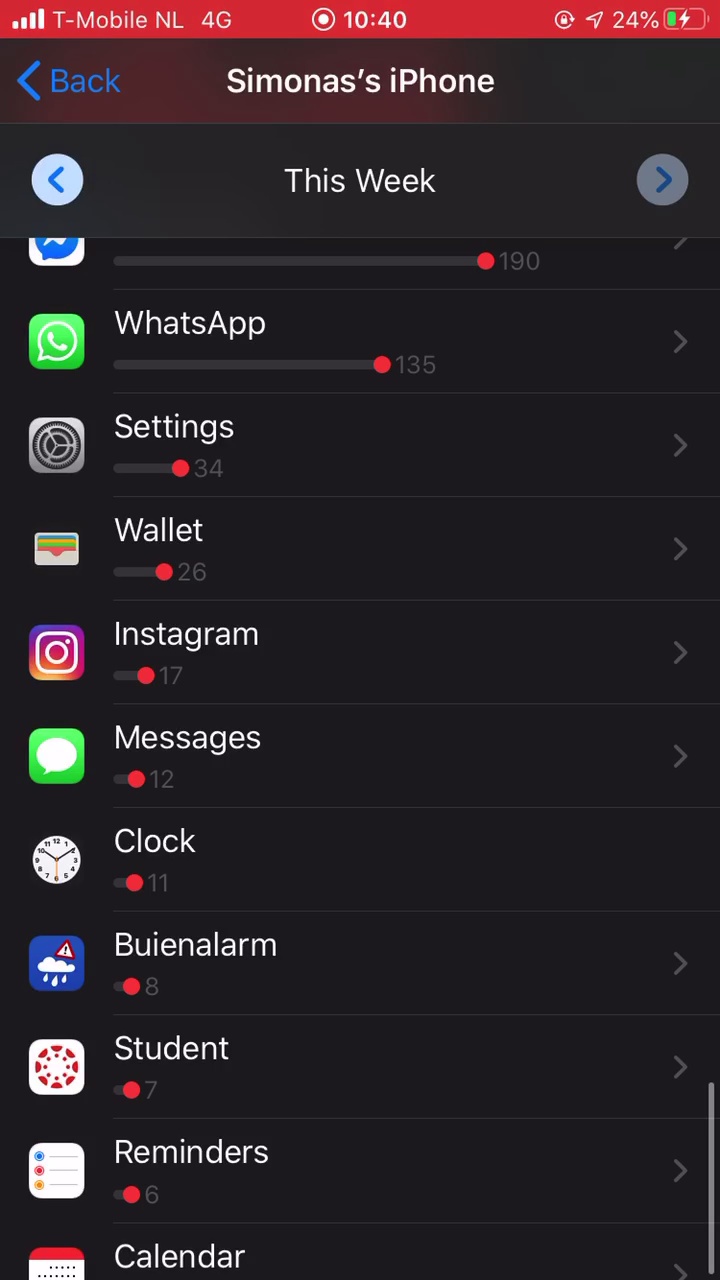 T-Mobile NL 4G 10:40 24%
Back Simonas's iPhone
This Week
190
WhatsApp
135
Settings
34
Wallet
26
Instagram
17
Messages
12
Clock
11
Buienalarm
8
Student
7
Reminders
6
Calendar